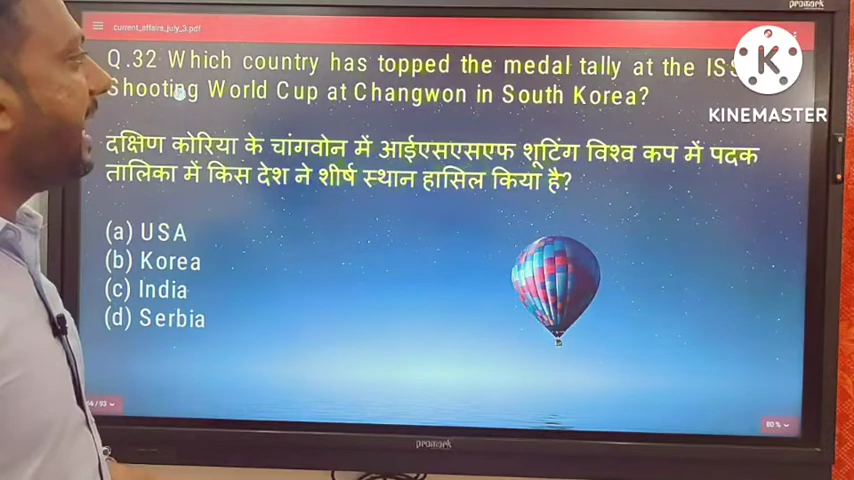 promark
current_affairs_july_3.pdf
Q.32 Which country has topped the medal tally at the
Shooting World Cup at Changwon in South Korea?
KINEMASTER
दक्षिण कोरिया के चांगवोन में आईएसएसएफ शूटिंग विश्व कप में पदक
तालिका में किस देश ने शीर्ष स्थान हासिल किया है?
(a) USA
(b) Korea
(c) India
(d) Serbia
80 %
promark